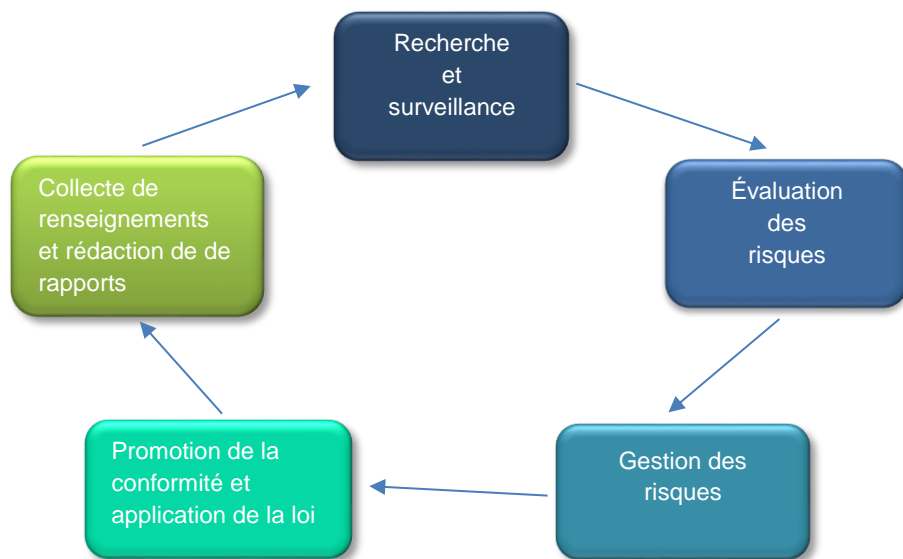 Recherche
et
surveillance
Évaluation
des
risques
Gestion des
risques
Promotion de la
conformité et
application de la loi
Collecte de
renseignements
et rédaction de de
rapports